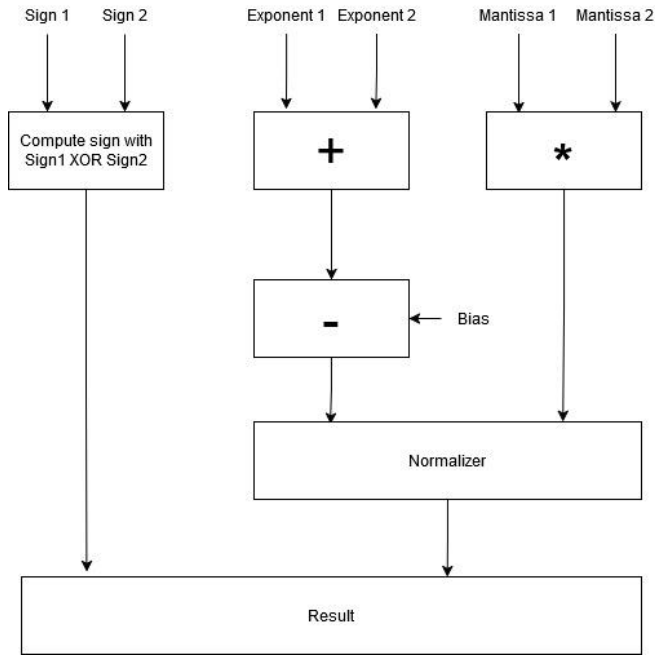 Sign 1 Sign 2 Exponent 1 Exponent 2 Mantissa 1 Mantissa 2
Compute sign with
Sign1 XOR Sign2
+ *
- Bias
Normalizer
Result